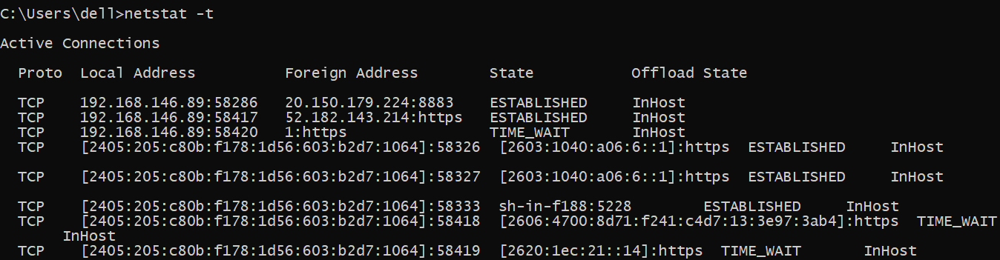 C:\Users\dell>netstat -t
Active Connections
Proto  Local Address          Foreign Address        State           Offload State
TCP    192.168.146.89:58286   20.150.179.224:8883    ESTABLISHED     InHost
TCP    192.168.146.89:58417   52.182.143.214:https   ESTABLISHED     InHost
TCP    192.168.146.89:58420   1:https                TIME_WAIT       InHost
TCP    [2405:205:c80b:f178:1d56:603:b2d7:1064]:58326  [2603:1040:a06:6::1]:https  ESTABLISHED     InHost
TCP    [2405:205:c80b:f178:1d56:603:b2d7:1064]:58327  [2603:1040:a06:6::1]:https  ESTABLISHED     InHost
TCP    [2405:205:c80b:f178:1d56:603:b2d7:1064]:58333  sh-in-f188:5228        ESTABLISHED     InHost
TCP    [2405:205:c80b:f178:1d56:603:b2d7:1064]:58418  [2606:4700:8d71:f241:c4d7:13:3e97:3ab4]:https  TIME_WAIT
InHost
TCP    [2405:205:c80b:f178:1d56:603:b2d7:1064]:58419  [2620:1ec:21::14]:https  TIME_WAIT       InHost